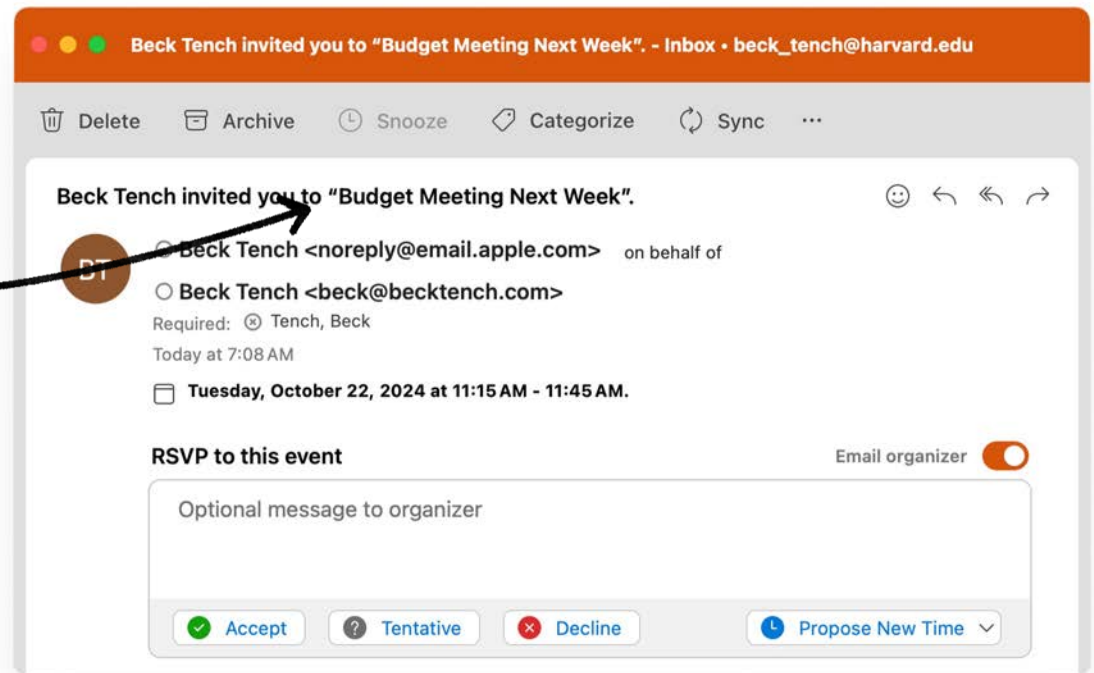 Beck Tench invited you to “Budget Meeting Next Week”. - Inbox • beck_tench@harvard.edu
Delete Archive Snooze Categorize Sync ...
Beck Tench invited you to “Budget Meeting Next Week”.
BT
Beck Tench <noreply@email.apple.com> on behalf of
Beck Tench <beck@becktench.com>
Required: Tench, Beck
Today at 7:08 AM
Tuesday, October 22, 2024 at 11:15 AM - 11:45 AM.
RSVP to this event Email organizer
Optional message to organizer
Accept ? Tentative Decline Propose New Time